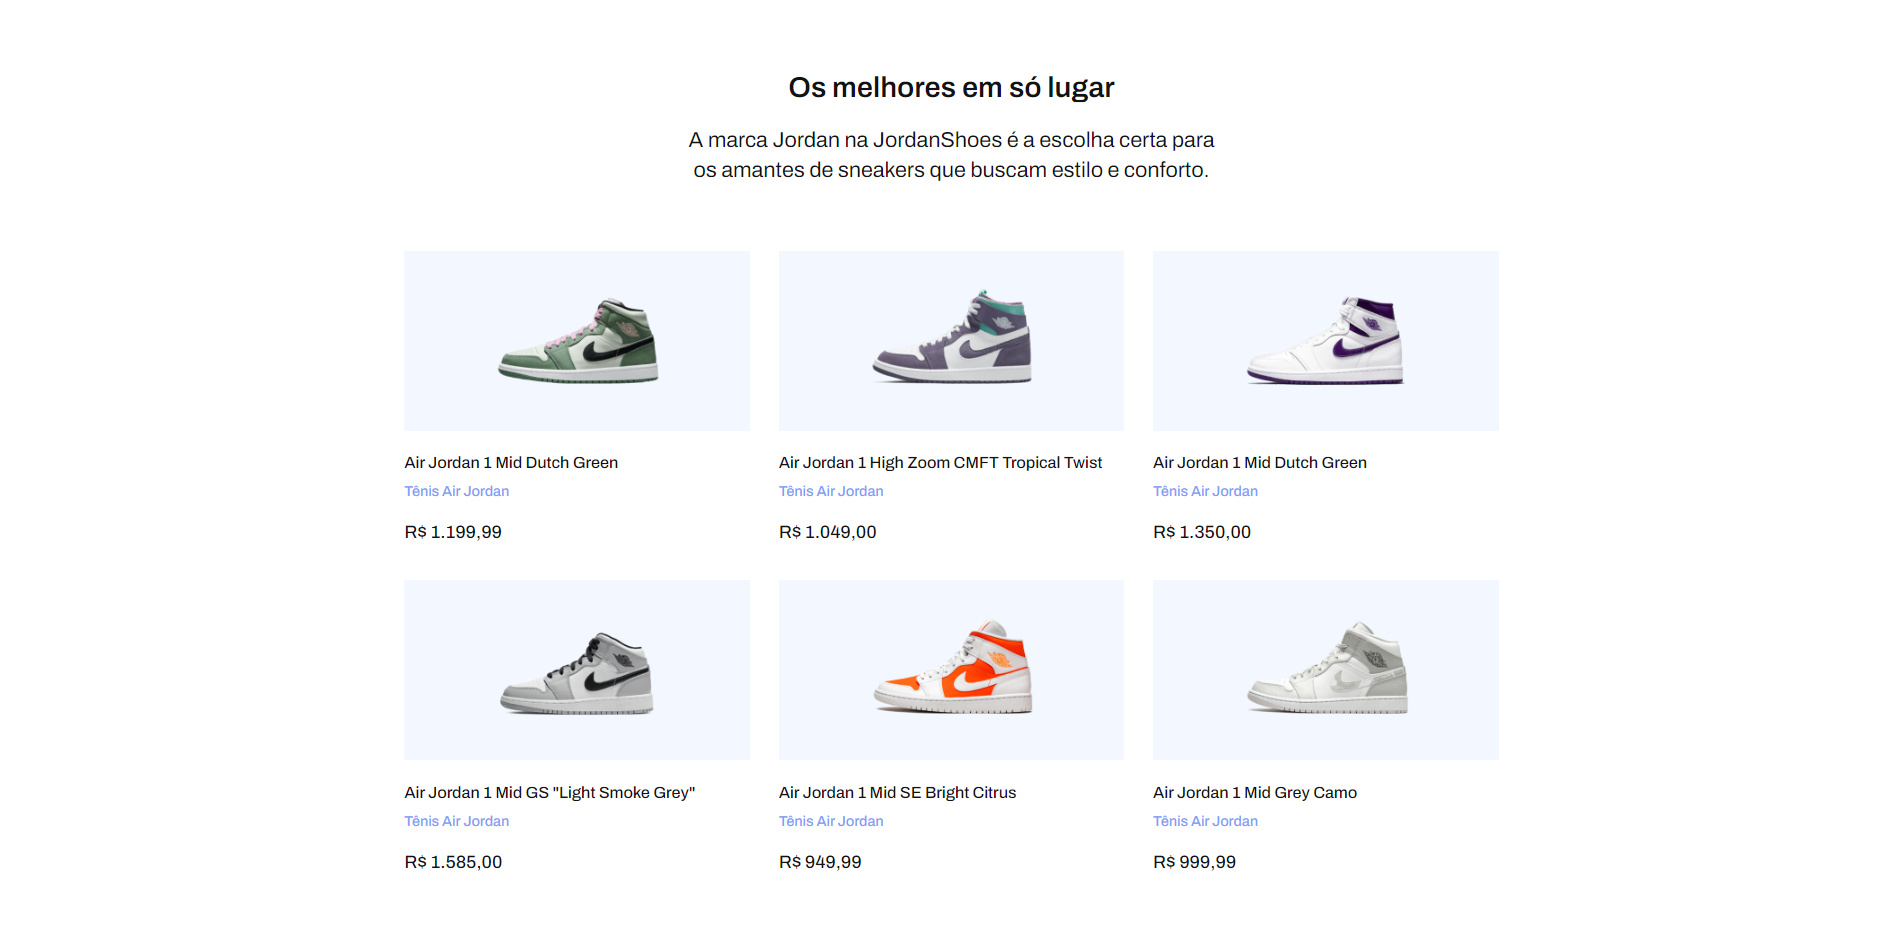 Os melhores em só lugar
A marca Jordan na JordanShoes é a escolha certa para
os amantes de sneakers que buscam estilo e conforto.
Air Jordan 1 Mid Dutch Green
Tênis Air Jordan
R$ 1.199,99
Air Jordan 1 High Zoom CMFT Tropical Twist
Tênis Air Jordan
R$ 1.049,00
Air Jordan 1 Mid Dutch Green
Tênis Air Jordan
R$ 1.350,00
Air Jordan 1 Mid GS "Light Smoke Grey"
Tênis Air Jordan
R$ 1.585,00
Air Jordan 1 Mid SE Bright Citrus
Tênis Air Jordan
R$ 949,99
Air Jordan 1 Mid Grey Camo
Tênis Air Jordan
R$ 999,99